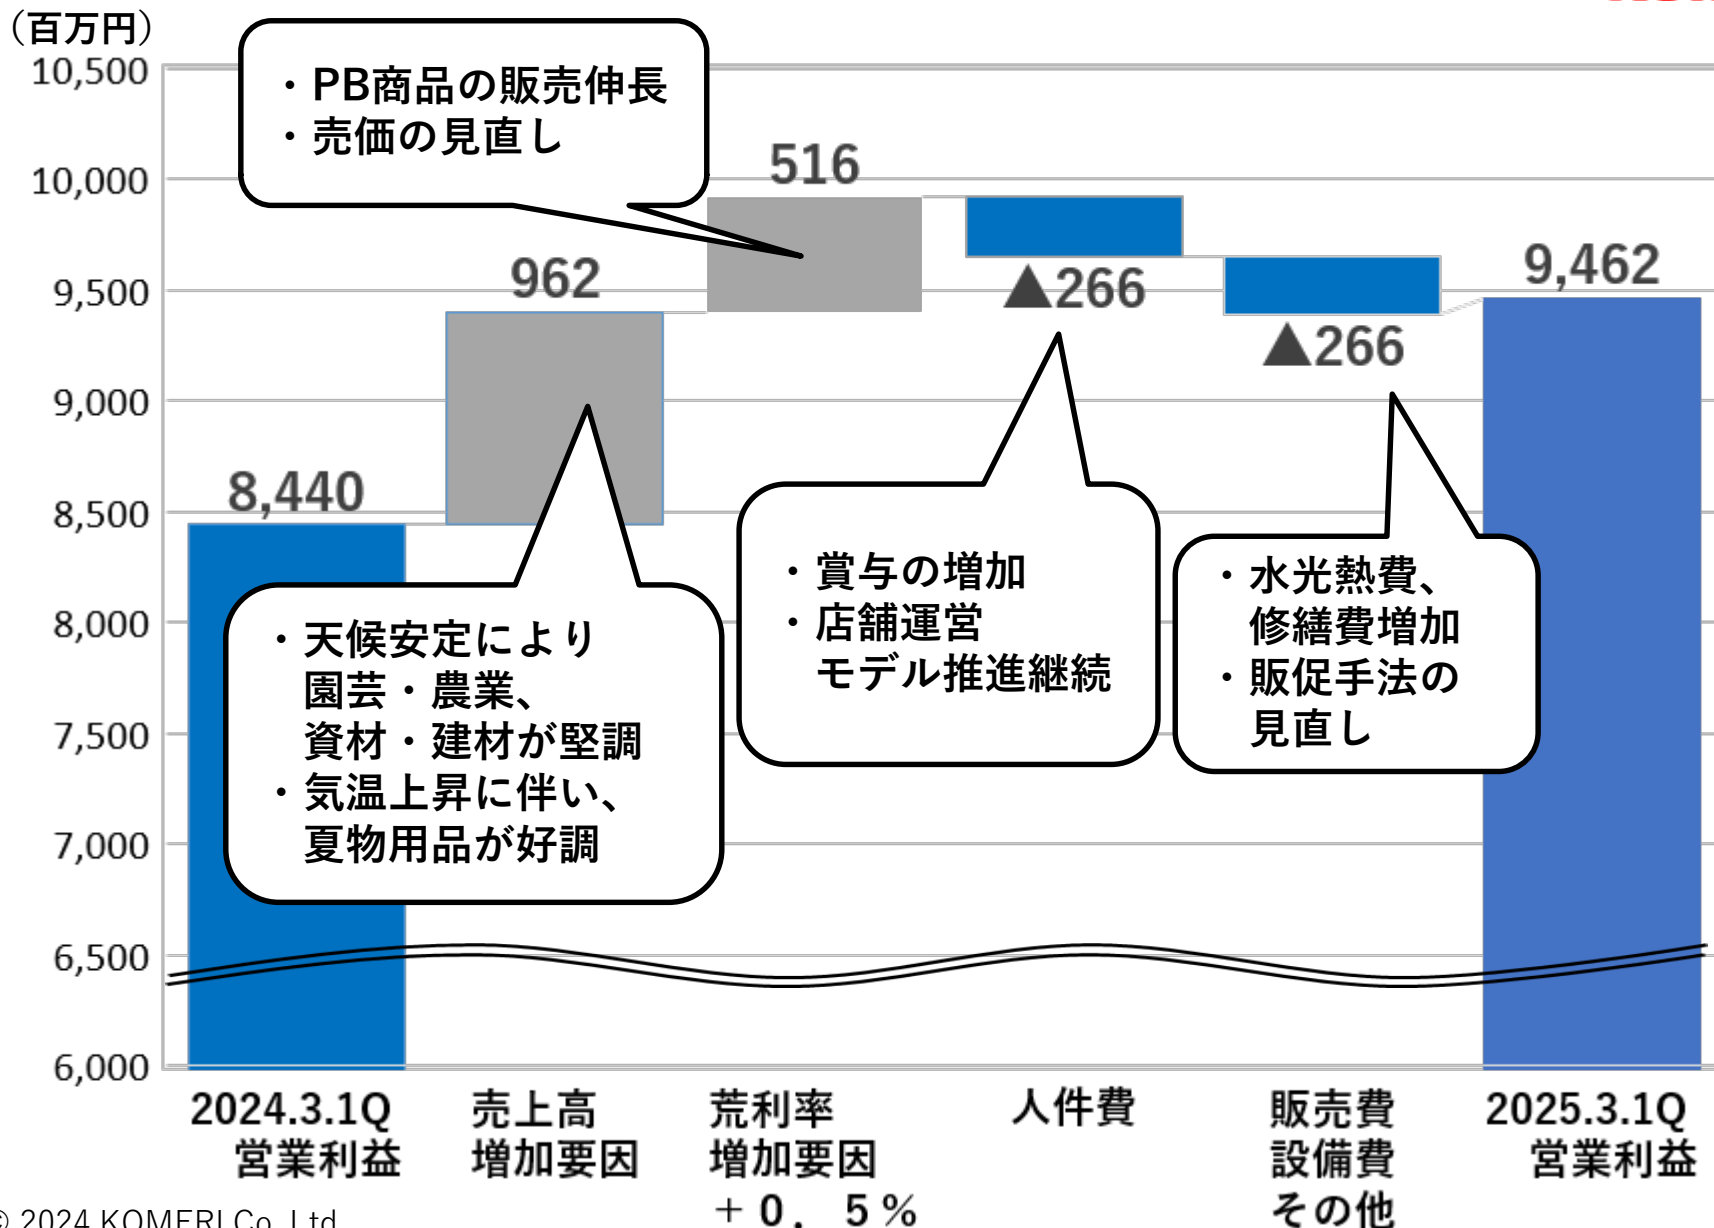 （百万円）
10,500
10,000
9,500
9,000
8,500
8,000
7,500
7,000
6,500
6,000
・PB商品の販売伸長
・売価の見直し
8,440
962
516
▲266
▲266
9,462
・天候安定により
園芸・農業、
資材・建材が堅調
・気温上昇に伴い、
夏物用品が好調
・賞与の増加
・店舗運営
モデル推進継続
・水光熱費、
修繕費増加
・販促手法の
見直し
2024.3.1Q
営業利益
売上高
増加要因
荒利率
増加要因
＋０．５％
人件費
販売費
設備費
その他
2025.3.1Q
営業利益
© 2024 KOMERI Co.,Ltd.